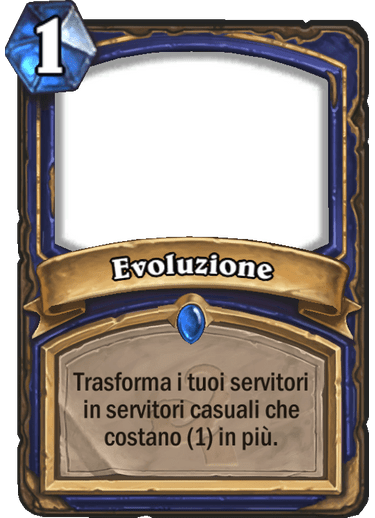 1
Evoluzione
Trasforma i tuoi servitori
in servitori casuali che
costano (1) in più.